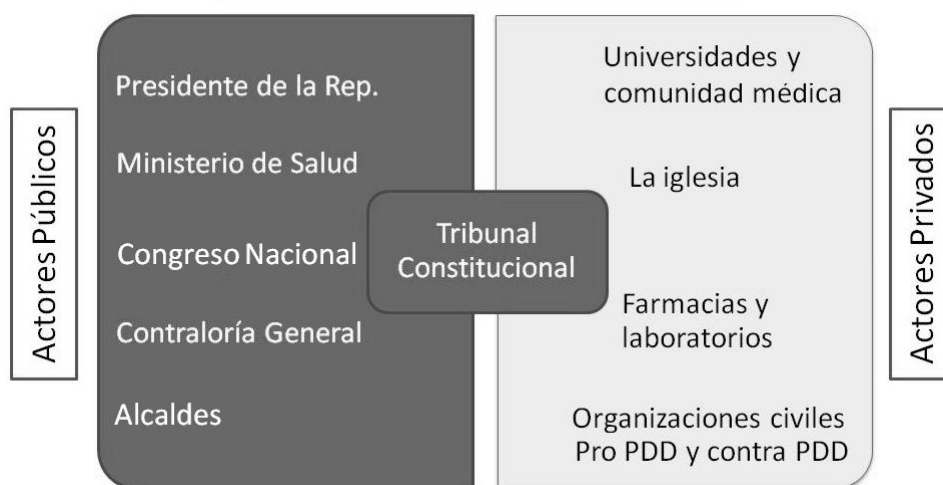 Actores Públicos
Presidente de la Rep.
Ministerio de Salud
Congreso Nacional
Contraloría General
Alcaldes
Tribunal
Constitucional
Universidades y
comunidad médica
La iglesia
Farmacias y
laboratorios
Organizaciones civiles
Pro PDD y contra PDD
Actores Privados